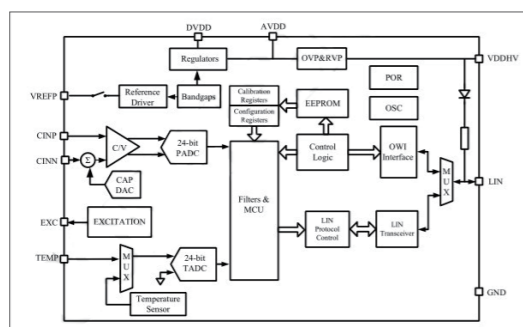 DVDD
AVDD
Regulators
OVP&RVP
VDDHV
POR
VREFP
Reference
Driver
Bandgaps
Calibration
Registers
Configuration
Registers
EEPROM
OSC
CINP
C/V
24-bit
PADC
CINN
Σ
CAP
DAC
Control
Logic
OWI
Interface
MUX
LIN
Filters &
MCU
EXC
EXCITATION
LIN
Protocol
Control
LIN
Transceiver
TEMP
MUX
24-bit
TADC
Temperature
Sensor
GND